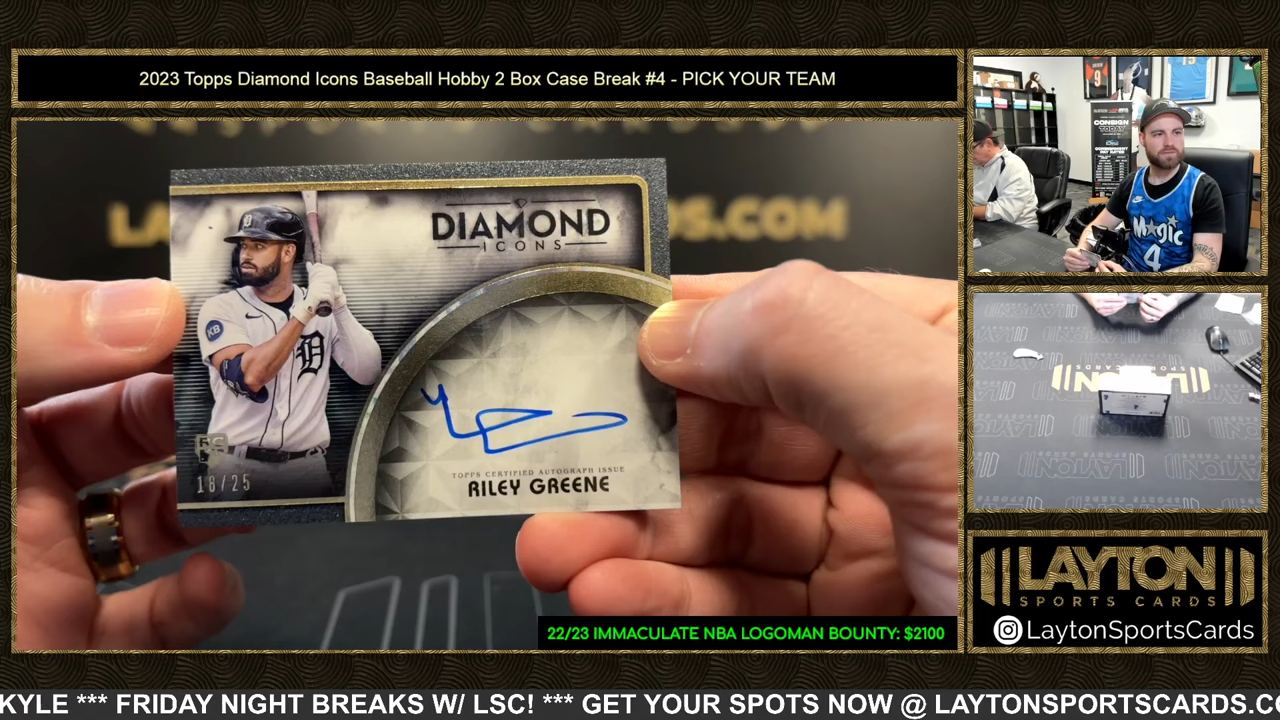 2023 Topps Diamond Icons Baseball Hobby 2 Box Case Break #4 - PICK YOUR TEAM
DIAMOND
ICONS
KB
D
RC
18/25
TOPPS CERTIFIED AUTOGRAPH ISSUE
RILEY GREENE
22/23 IMMACULATE NBA LOGOMAN BOUNTY: $2100
9
15
CONSIGN
TODAY
MAGIC
4
LAYTON
SPORTS CARDS
LaytonSportsCards
KYLE *** FRIDAY NIGHT BREAKS W/ LSC! *** GET YOUR SPOTS NOW @ LAYTONSPORTSCARDS.CO